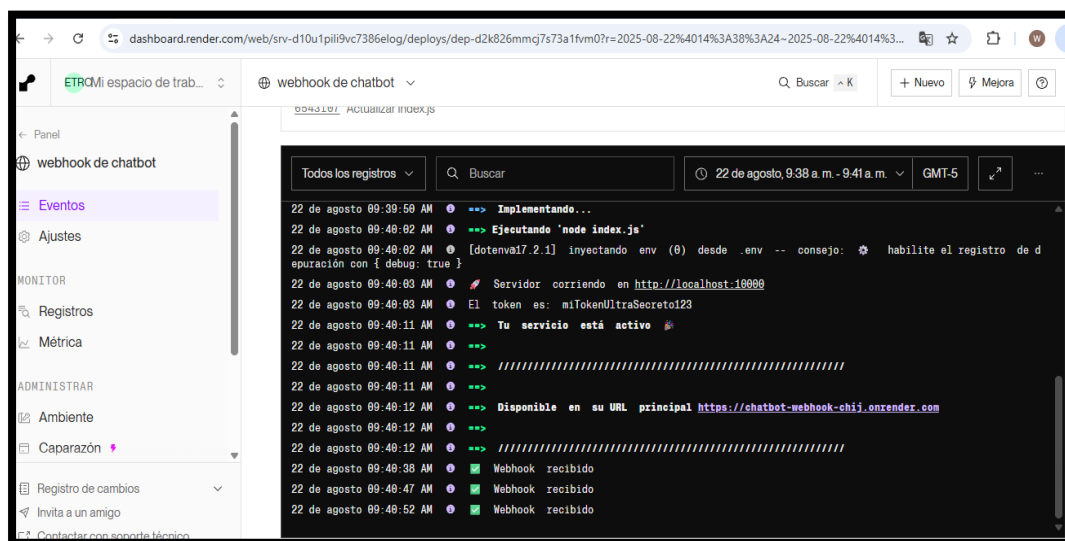 dashboard.render.com/web/srv-d10u1pili9vc7386elog/deploys/dep-d2k826mmcj7s73a1fvm0?r=2025-08-22%4014%3A38%3A24~2025-08-22%4014%3...
W
ETRO Mi espacio de trab...
webhook de chatbot
Buscar ^ K
+ Nuevo
Mejora
6543107 Actualizar index.js
← Panel
webhook de chatbot
Eventos
Ajustes
MONITOR
Registros
Métrica
ADMINISTRAR
Ambiente
Caparazón
Registro de cambios
Invita a un amigo
Contactar con soporte técnico
Todos los registros
Buscar
22 de agosto, 9:38 a. m. - 9:41 a. m.
GMT-5
...
22 de agosto 09:39:50 AM ==> Implementando...
22 de agosto 09:40:02 AM ==> Ejecutando 'node index.js'
22 de agosto 09:40:02 AM [dotenva17.2.1] inyectando env (0) desde .env -- consejo: ⚙️ habilite el registro de d
epuración con { debug: true }
22 de agosto 09:40:03 AM 🚀 Servidor corriendo en http://localhost:10000
22 de agosto 09:40:03 AM El token es: miTokenUltraSecreto123
22 de agosto 09:40:11 AM ==> Tu servicio está activo 🎉
22 de agosto 09:40:11 AM ==>
22 de agosto 09:40:11 AM ==> ///////////////////////////////////////////////////////////
22 de agosto 09:40:11 AM ==>
22 de agosto 09:40:12 AM ==> Disponible en su URL principal https://chatbot-webhook-chij.onrender.com
22 de agosto 09:40:12 AM ==>
22 de agosto 09:40:12 AM ==> ///////////////////////////////////////////////////////////
22 de agosto 09:40:38 AM ✅ Webhook recibido
22 de agosto 09:40:47 AM ✅ Webhook recibido
22 de agosto 09:40:52 AM ✅ Webhook recibido